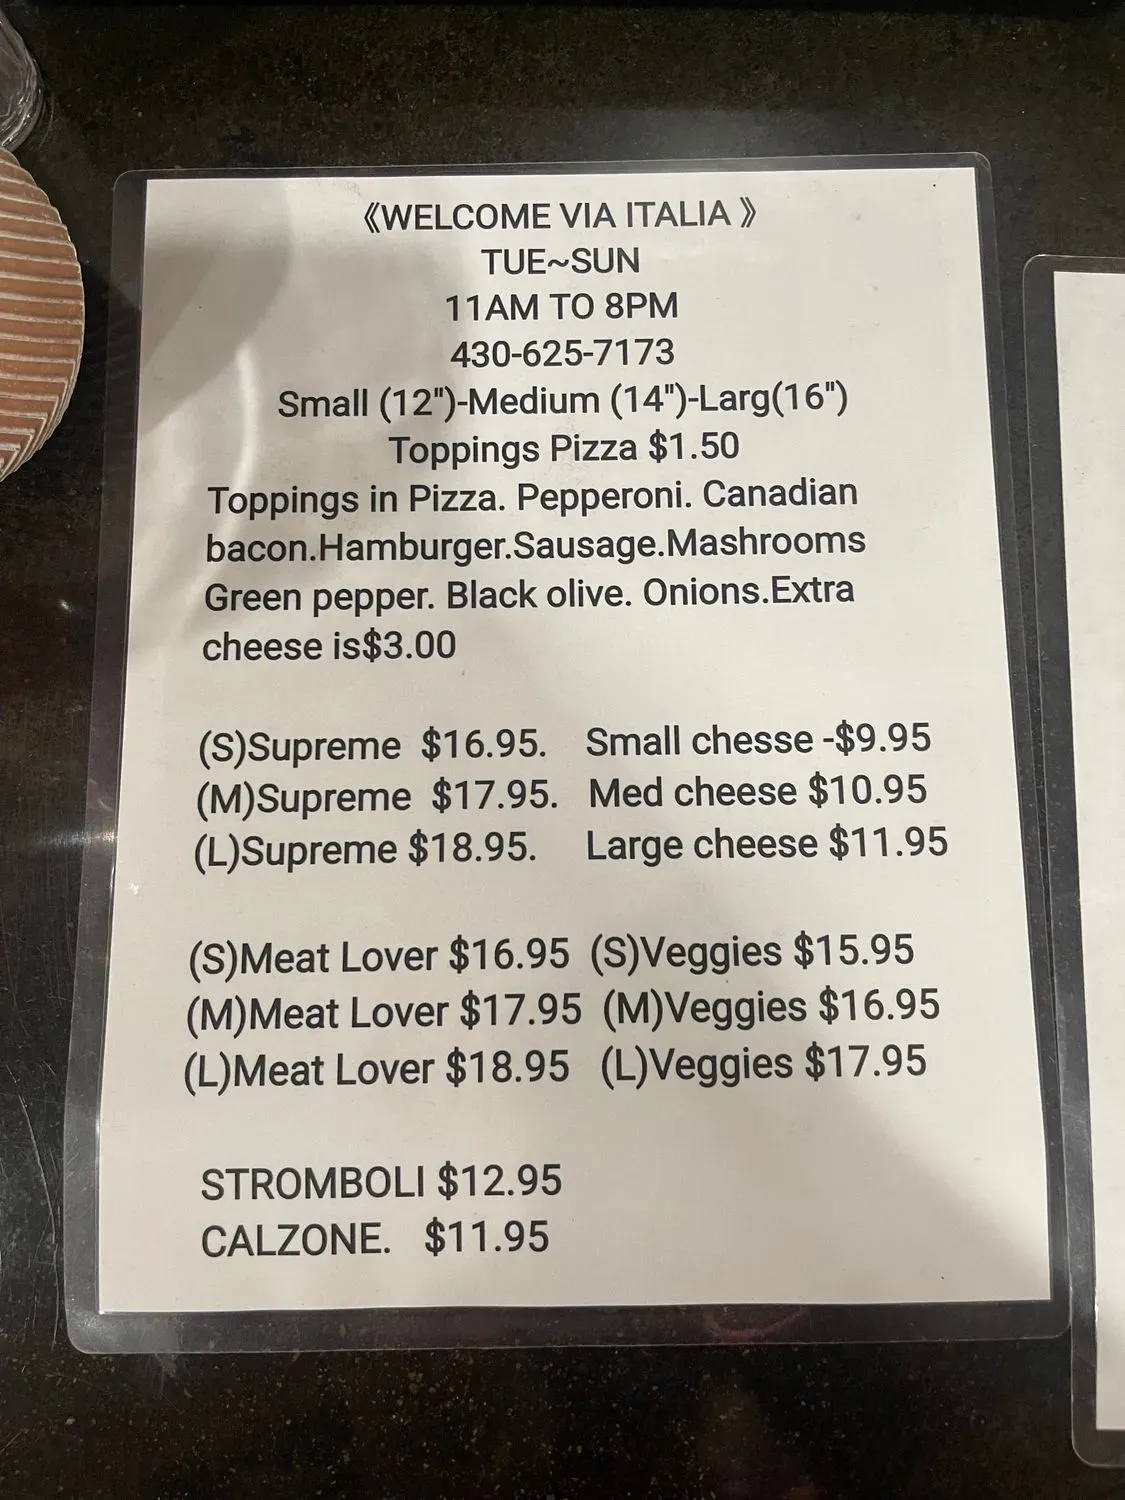 《WELCOME VIA ITALIA 》
TUE~SUN
11AM TO 8PM
430-625-7173
Small (12")-Medium (14")-Larg(16")
Toppings Pizza $1.50
Toppings in Pizza. Pepperoni. Canadian
bacon.Hamburger.Sausage.Mashrooms
Green pepper. Black olive. Onions.Extra
cheese is$3.00
(S)Supreme $16.95. Small chesse -$9.95
(M)Supreme $17.95. Med cheese $10.95
(L)Supreme $18.95. Large cheese $11.95
(S)Meat Lover $16.95 (S)Veggies $15.95
(M)Meat Lover $17.95 (M)Veggies $16.95
(L)Meat Lover $18.95 (L)Veggies $17.95
STROMBOLI $12.95
CALZONE. $11.95